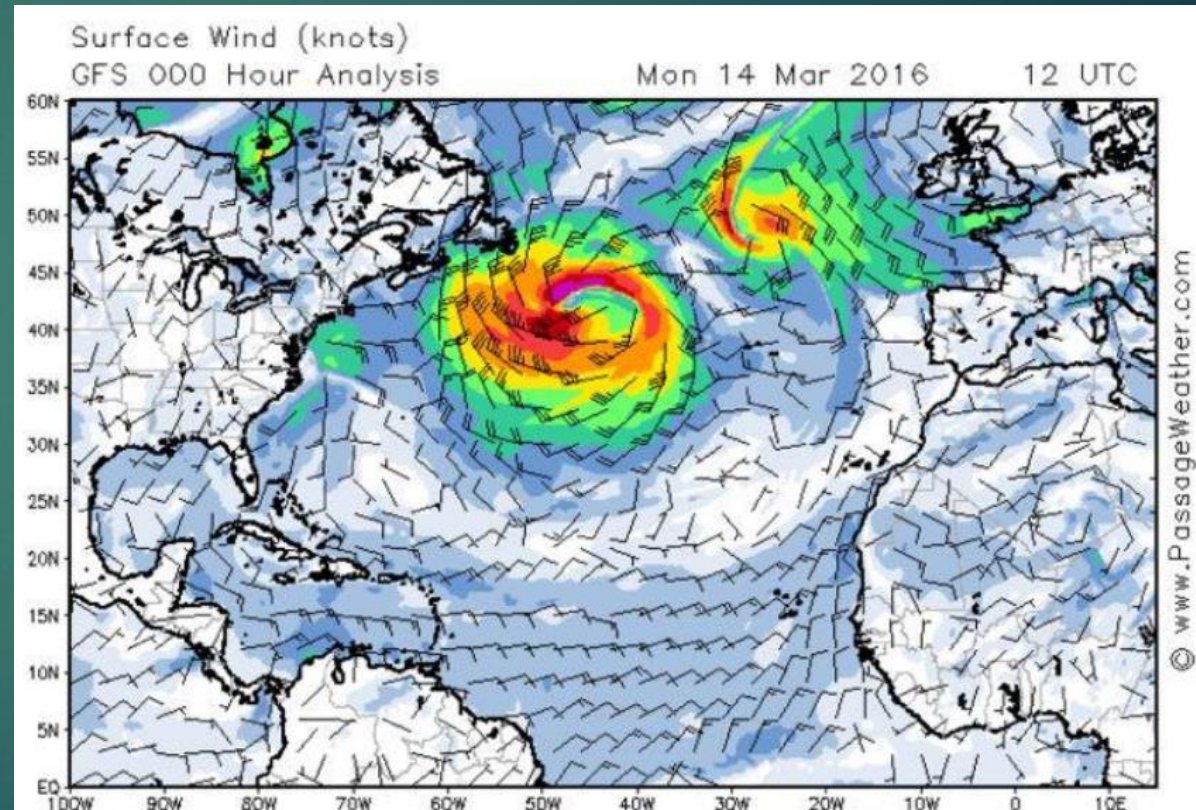 Surface Wind (knots)
GFS 000 Hour Analysis Mon 14 Mar 2016 12 UTC
60N
55N
50N
45N
40N
35N
30N
25N
20N
15N
10N
5N
EQ
100W 90W 80W 70W 60W 50W 40W 30W 20W 10W 0 10E
© www.PassageWeather.com